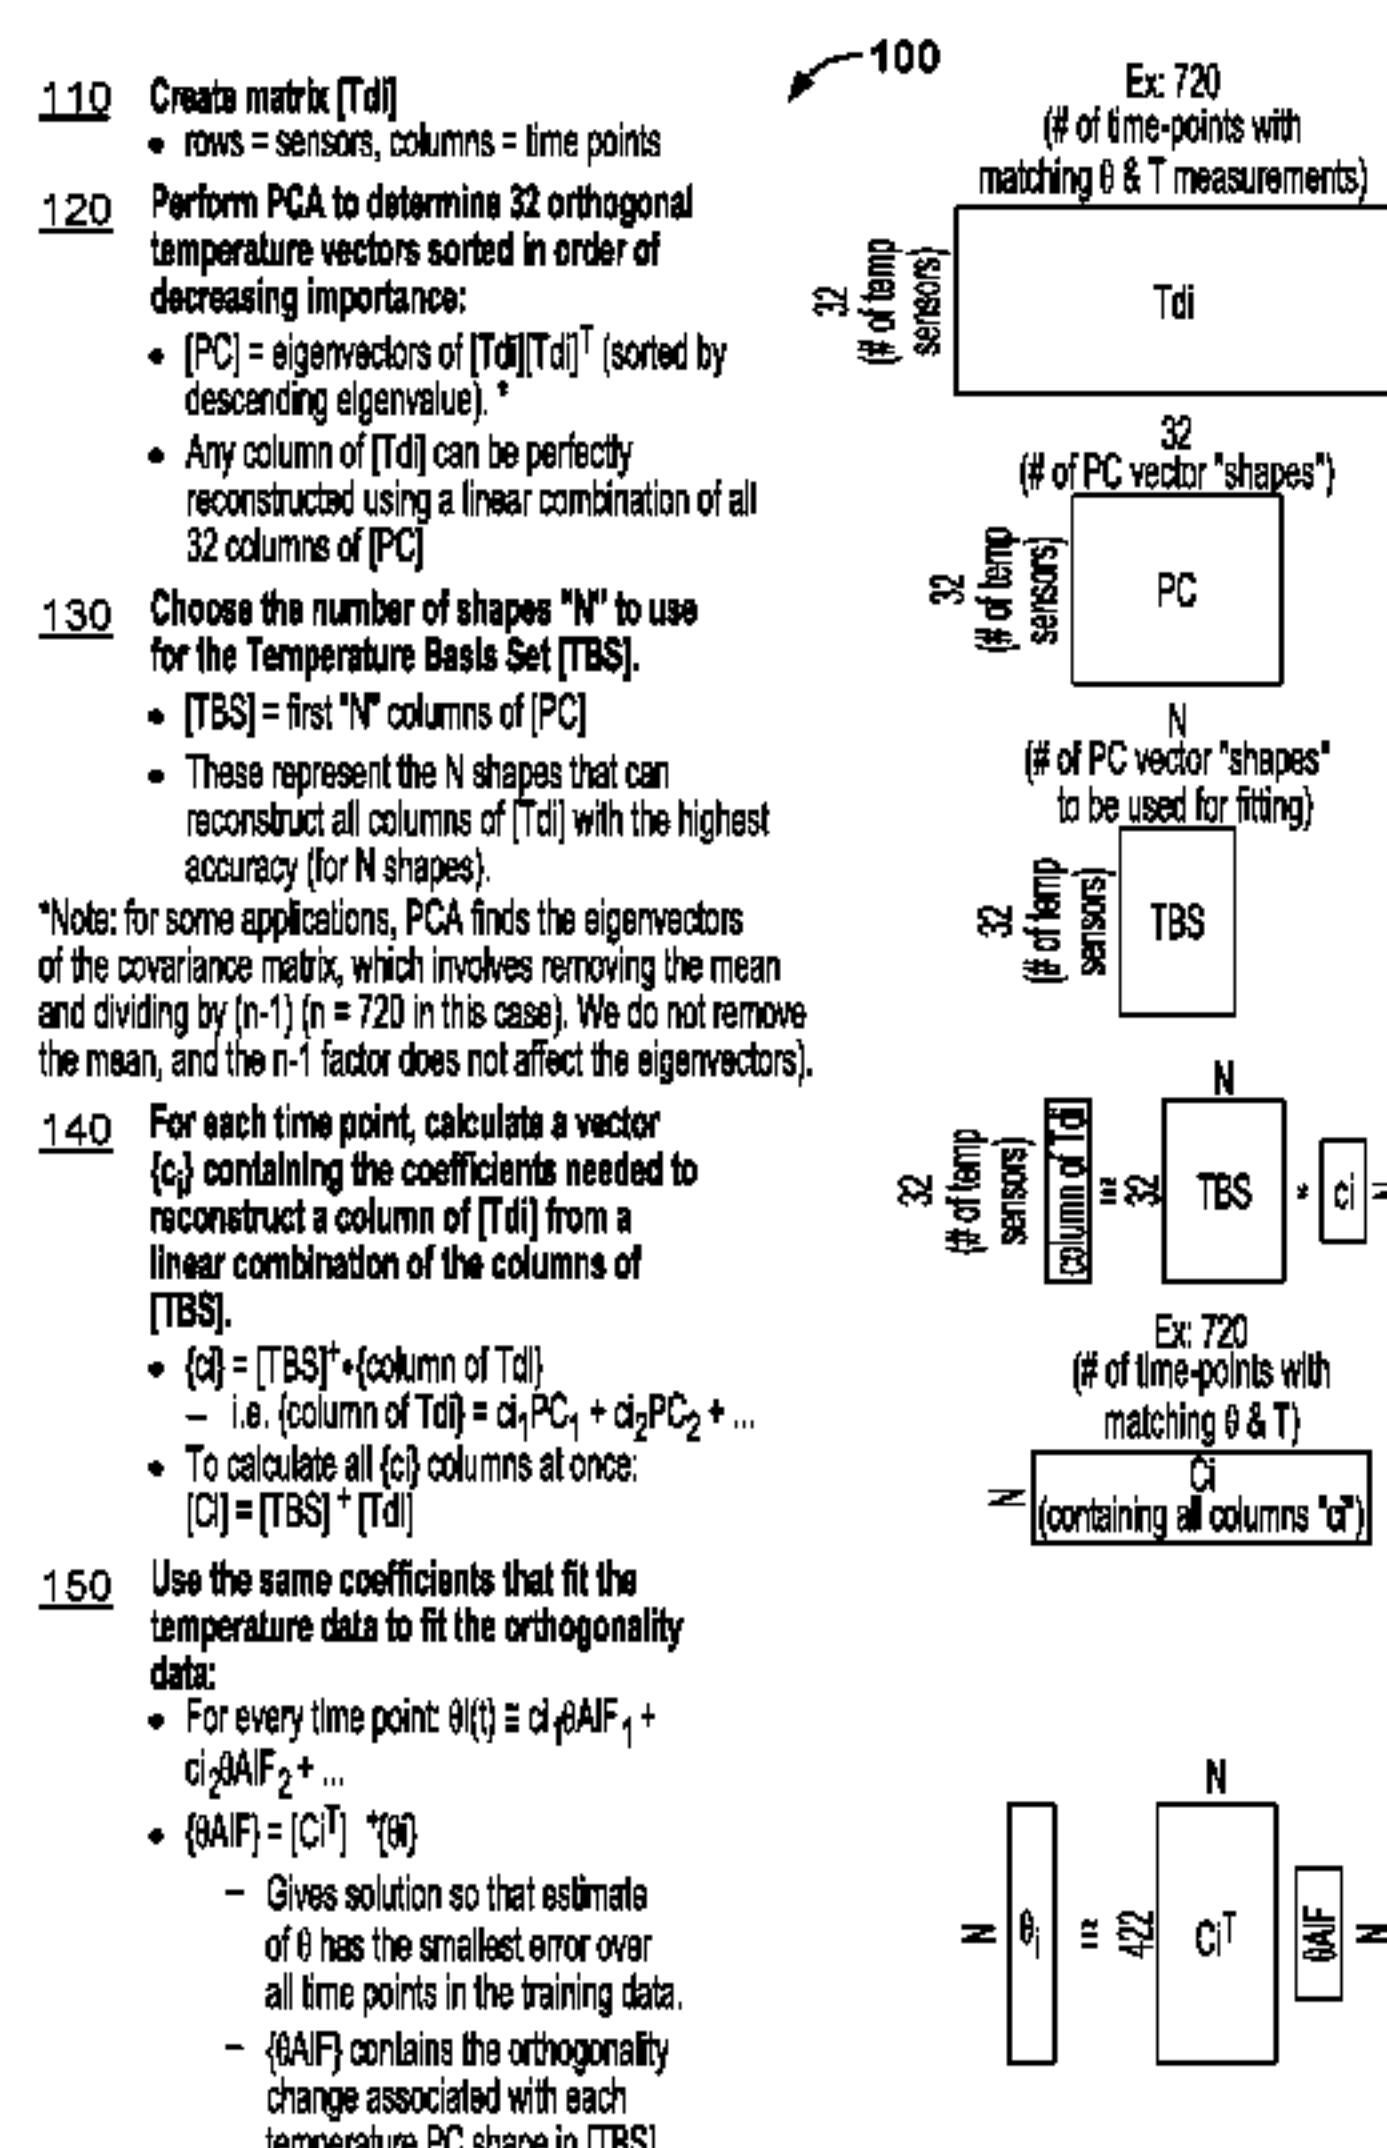 100
110 Create matrix [Tdi]
• rows = sensors, columns = time points
120 Perform PCA to determine 32 orthogonal
temperature vectors sorted in order of
decreasing importance:
• [PC] = eigenvectors of [Tdi][Tdi]ᵀ (sorted by
descending eigenvalue). *
• Any column of [Tdi] can be perfectly
reconstructed using a linear combination of all
32 columns of [PC]
130 Choose the number of shapes "N" to use
for the Temperature Basis Set [TBS].
• [TBS] = first "N" columns of [PC]
• These represent the N shapes that can
reconstruct all columns of [Tdi] with the highest
accuracy (for N shapes).
*Note: for some applications, PCA finds the eigenvectors
of the covariance matrix, which involves removing the mean
and dividing by (n-1) (n = 720 in this case). We do not remove
the mean, and the n-1 factor does not affect the eigenvectors).
140 For each time point, calculate a vector
{cᵢ} containing the coefficients needed to
reconstruct a column of [Tdi] from a
linear combination of the columns of
[TBS].
• {ci} = [TBS]⁺•{column of Tdi}
– i.e. {column of Tdi} = ci₁PC₁ + ci₂PC₂ + ...
• To calculate all {ci} columns at once:
[Ci] = [TBS]⁺ [Tdi]
150 Use the same coefficients that fit the
temperature data to fit the orthogonality
data:
• For every time point: θi(t) ≅ ci₁θAIF₁ +
ci₂θAIF₂ + ...
• {θAIF} = [Ciᵀ] ⁺{θi}
– Gives solution so that estimate
of θ has the smallest error over
all time points in the training data.
– {θAIF} contains the orthogonality
change associated with each
temperature PC shape in [TBS]
Ex: 720
(# of time-points with
matching θ & T measurements)
32
(# of temp
sensors)
Tdi
32
(# of PC vector "shapes")
32
(# of temp
sensors)
PC
N
(# of PC vector "shapes"
to be used for fitting)
32
(# of temp
sensors)
TBS
N
32
(# of temp
sensors)
column of Tdi ≅ 32 TBS * ci N
Ex: 720
(# of time-points with
matching θ & T)
N
Ci
(containing all columns "ci")
N
N θᵢ ≅ 422 Ciᵀ θAIF N